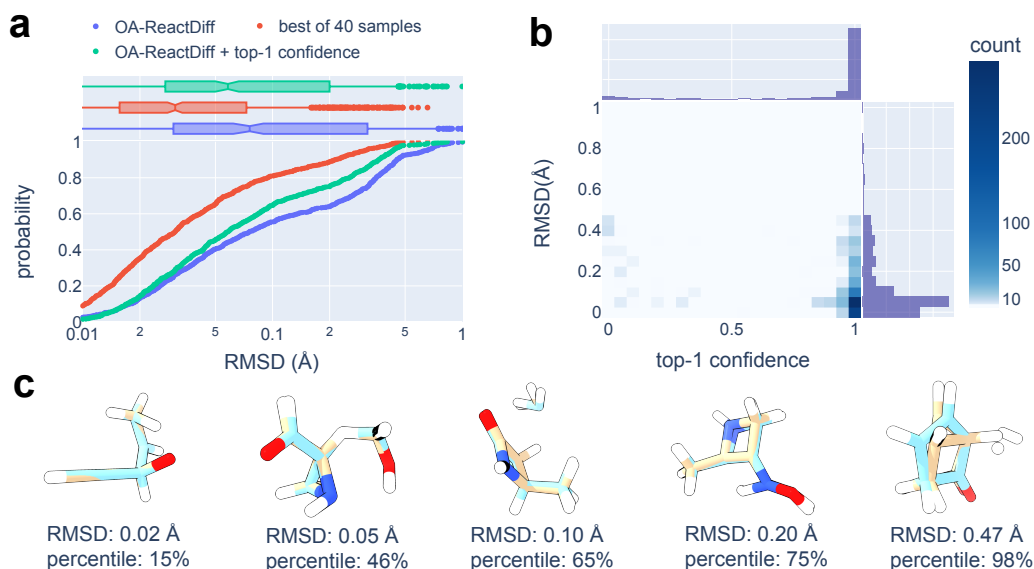 a
OA-ReactDiff
best of 40 samples
OA-ReactDiff + top-1 confidence
probability
1
0.8
0.6
0.4
0.2
0
0.01
2
5
0.1
2
5
1
RMSD (Å)
b
count
200
100
50
10
RMSD(Å)
1
0.8
0.6
0.4
0.2
0
0
0.5
1
top-1 confidence
c
RMSD: 0.02 Å
percentile: 15%
RMSD: 0.05 Å
percentile: 46%
RMSD: 0.10 Å
percentile: 65%
RMSD: 0.20 Å
percentile: 75%
RMSD: 0.47 Å
percentile: 98%